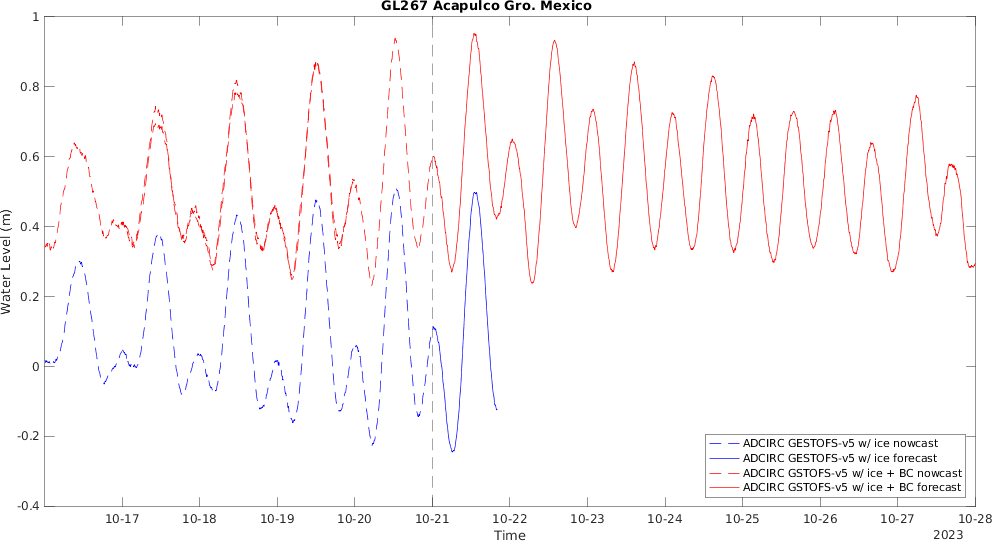 GL267 Acapulco Gro. Mexico
Water Level (m)
1
0.8
0.6
0.4
0.2
0
-0.2
-0.4
ADCIRC GESTOFS-v5 w/ ice nowcast
ADCIRC GESTOFS-v5 w/ ice forecast
ADCIRC GSTOFS-v5 w/ ice + BC nowcast
ADCIRC GSTOFS-v5 w/ ice + BC forecast
10-17 10-18 10-19 10-20 10-21 10-22 10-23 10-24 10-25 10-26 10-27 10-28
Time
2023